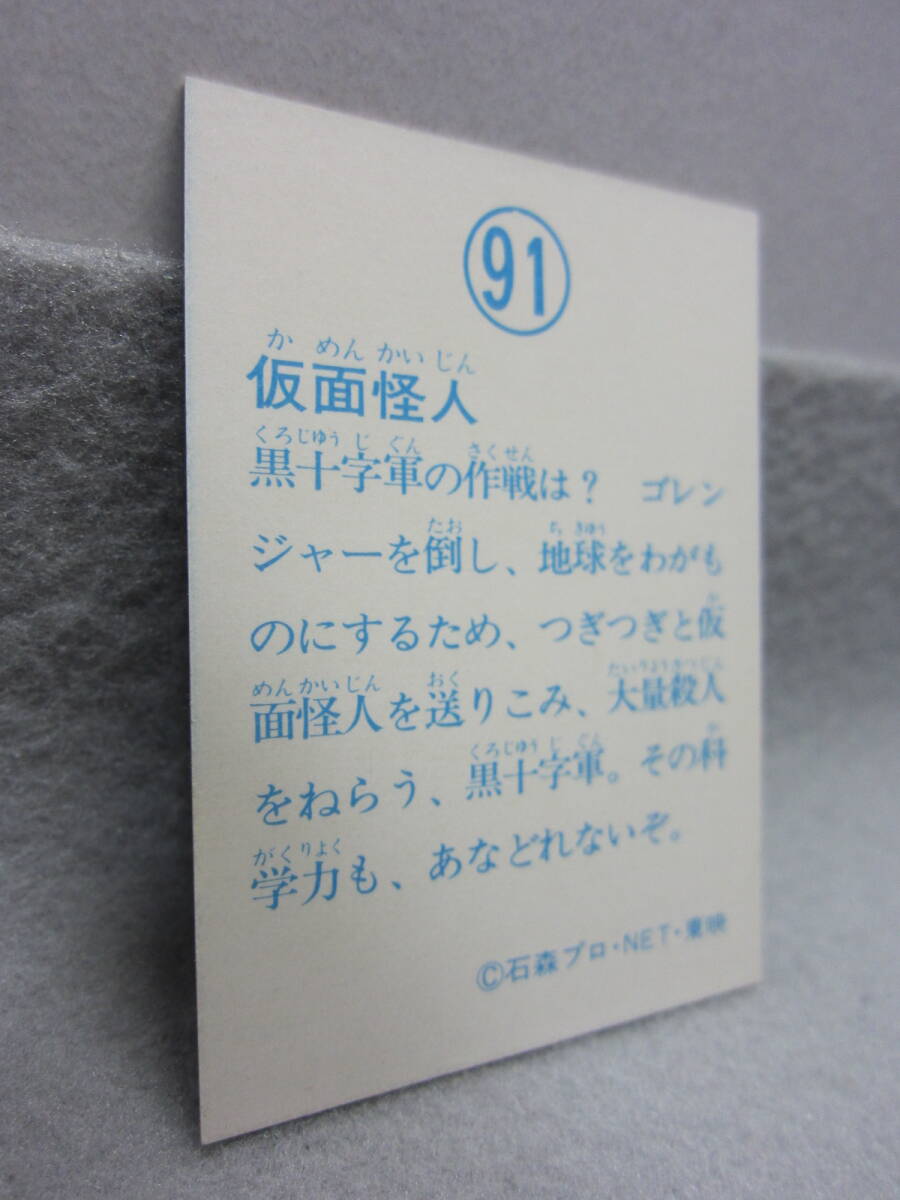 91
か めん かい じん
仮面怪人
くろじゆう じ ぐん さくせん
黒十字軍の作戦は? ゴレン
たお ち きゆう
ジャーを倒し、地球をわがも
か
のにするため、つぎつぎと仮
めんかいじん おく たいりようさつじん
面怪人を送りこみ、大量殺人
くろじゆう じ ぐん か
をねらう、黒十字軍。その科
がくりよく
学力も、あなどれないぞ。
©石森プロ・NET・東映